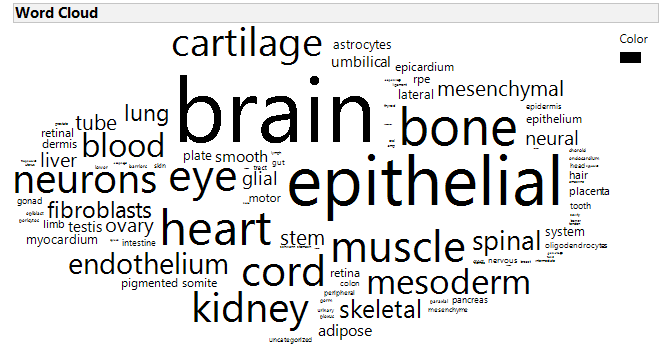 Word Cloud
Color
cartilage
astrocytes
umbilical
epicardium
rpe
lateral
mesenchymal
brain
bone
epidermis
epithelium
neural
lung
tube
retinal
dermis
blood
liver
plate
smooth
gut
neurons
eye
glial
motor
epithelial
head
hair
placenta
tooth
gonad
fibroblasts
limb
testis
ovary
myocardium
intestine
heart
stem
muscle
spinal
system
oligodendrocytes
nervous
endothelium
pigmented
somite
cord
retina
colon
mesoderm
peripheral
pancreas
mesenchyme
kidney
skeletal
adipose
uncategorized